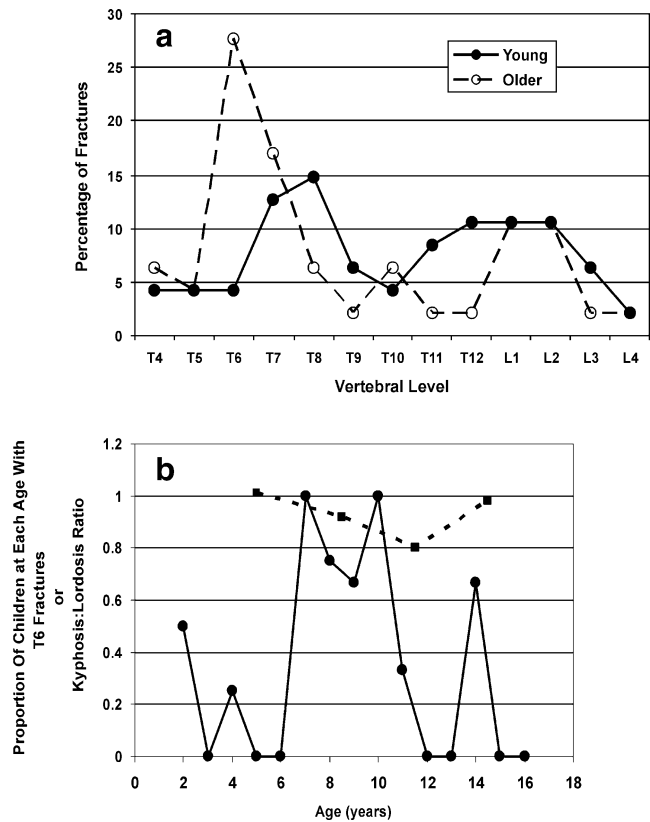 a
30
25
20
15
10
5
0
Percentage of Fractures
Young
Older
T4 T5 T6 T7 T8 T9 T10 T11 T12 L1 L2 L3 L4
Vertebral Level
b
1.2
1
0.8
0.6
0.4
0.2
0
Proportion Of Children at Each Age With
T6 Fractures
or
Kyphosis:Lordosis Ratio
0 2 4 6 8 10 12 14 16 18
Age (years)